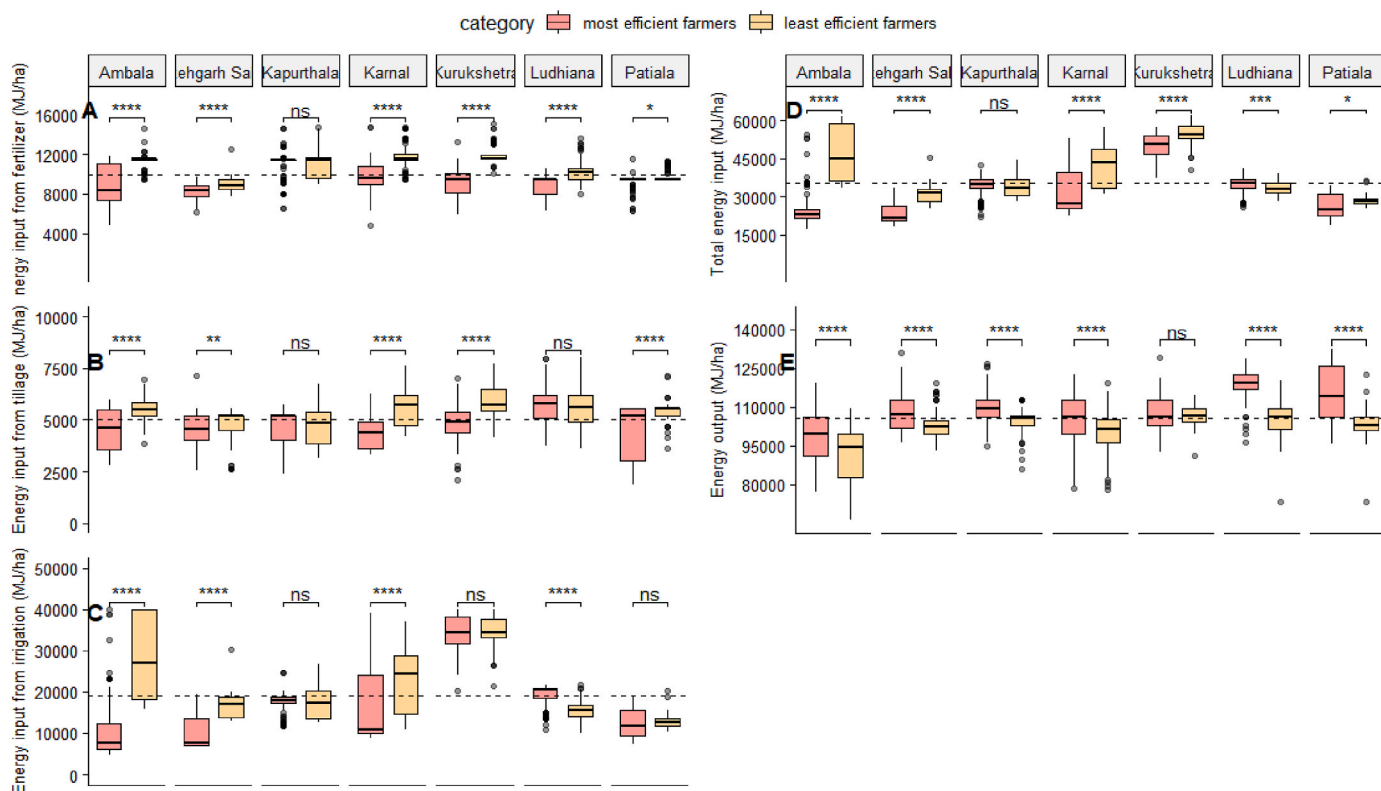 category most efficient farmers least efficient farmers
Ambala ehgarh Sal Kapurthala Karnal Kurukshetra Ludhiana Patiala
A
nergy input from fertilizer (MJ/ha)
16000
12000
8000
4000
**** **** ns **** **** **** *
B
Energy input from tillage (MJ/ha)
10000
7500
5000
2500
0
**** ** ns **** **** ns ****
C
Energy input from irrigation (MJ/ha)
50000
40000
30000
20000
10000
0
**** **** ns **** ns **** ns
Ambala ehgarh Sal Kapurthala Karnal Kurukshetra Ludhiana Patiala
D
Total energy input (MJ/ha)
60000
45000
30000
15000
**** **** ns **** **** *** *
E
Energy output (MJ/ha)
140000
125000
110000
95000
80000
**** **** **** **** ns **** ****